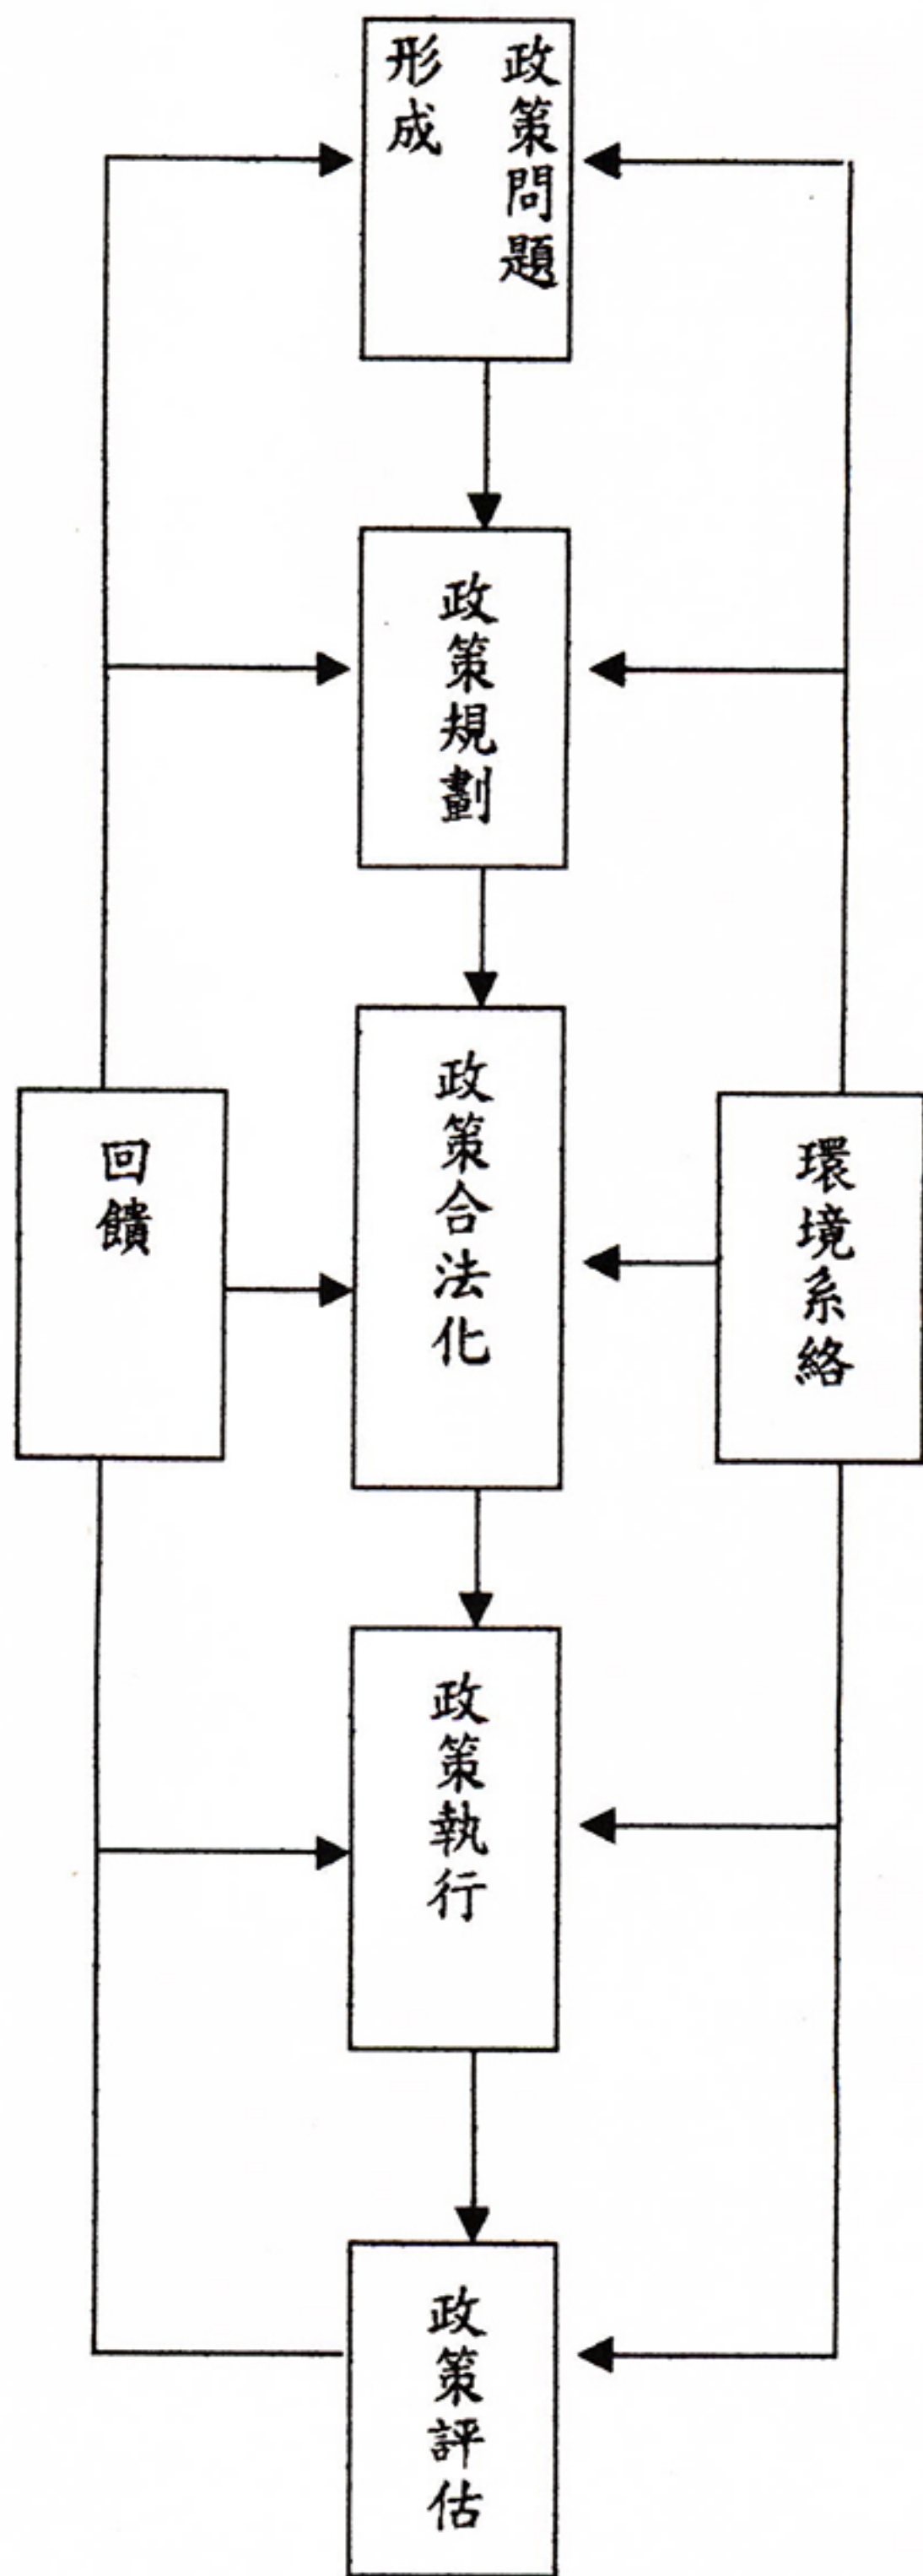 政策問題
形成
政策規劃
政策合法化
回饋
環境系絡
政策執行
政策評估